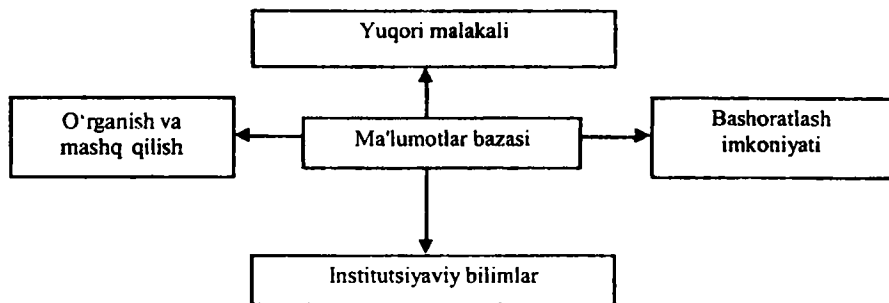 Yuqori malakali
O‘rganish va
mashq qilish
Ma'lumotlar bazasi
Bashoratlash
imkoniyati
Institutsiyaviy bilimlar